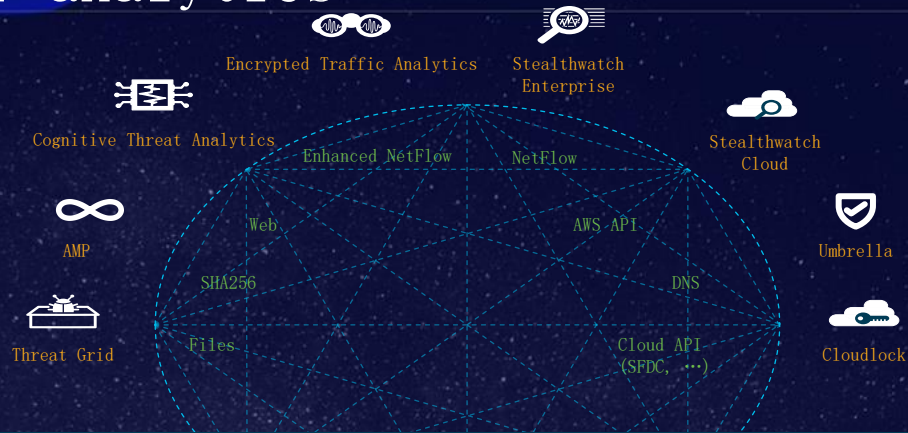 analytics
Encrypted Traffic Analytics
Stealthwatch
Enterprise
Cognitive Threat Analytics
Stealthwatch
Cloud
Enhanced NetFlow
NetFlow
Web
AWS API
AMP
Umbrella
SHA256
DNS
Files
Cloud API
(SFDC, …)
Threat Grid
Cloudlock